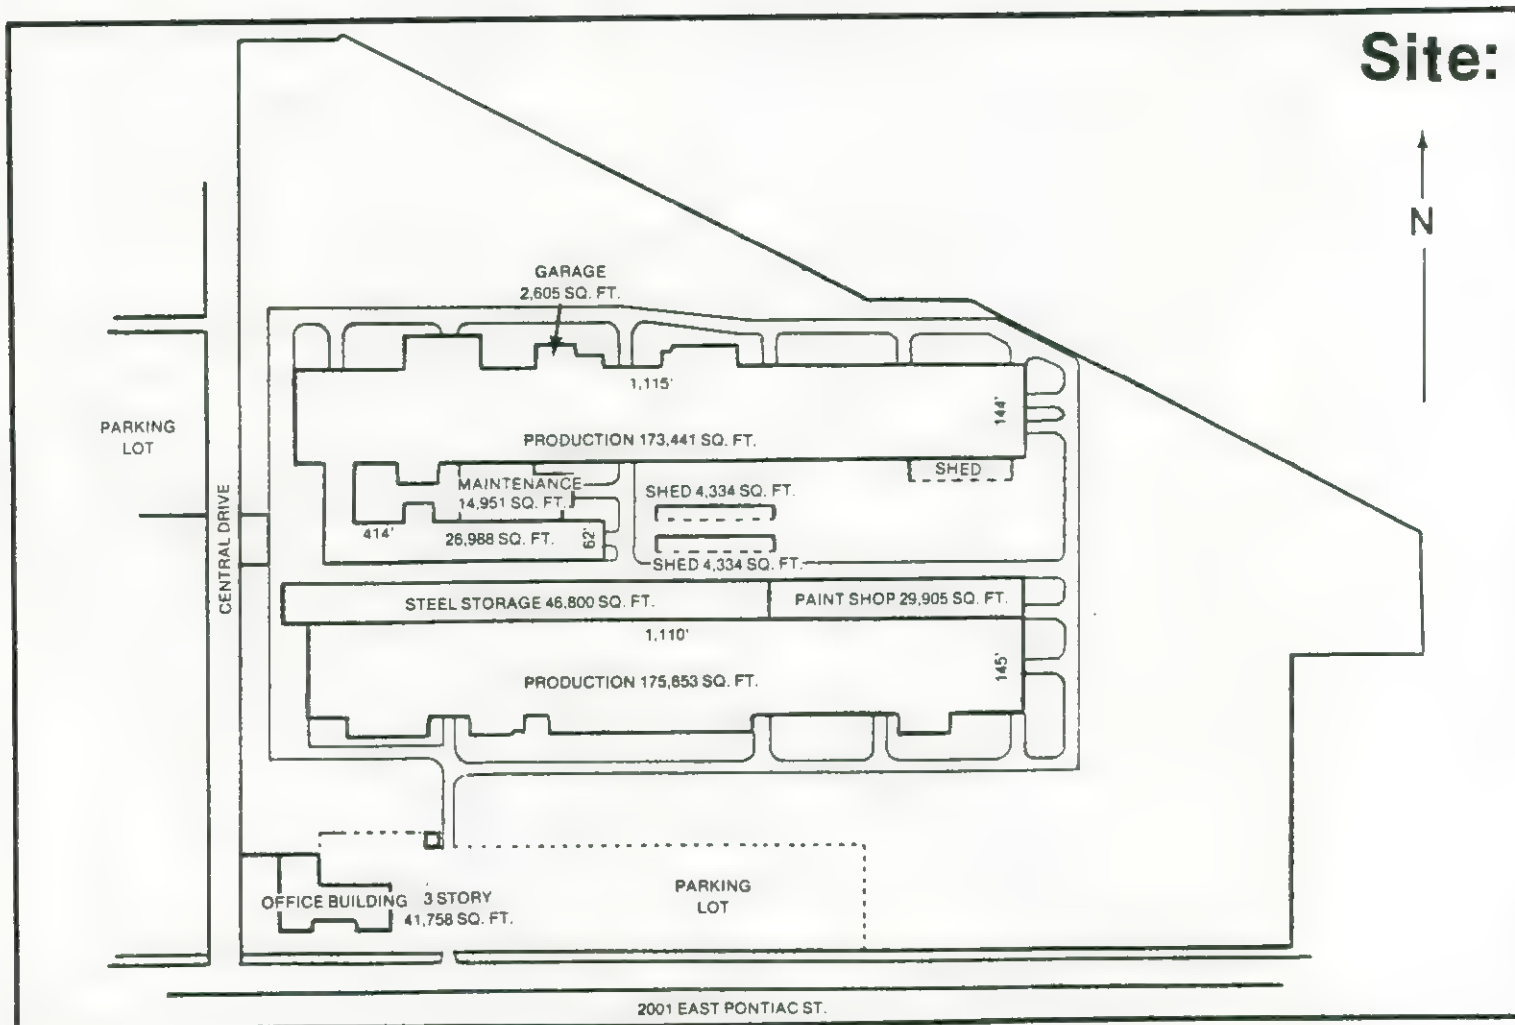 Site:
N
GARAGE
2,605 SQ. FT.
1,115'
144'
PRODUCTION 173,441 SQ. FT.
PARKING
LOT
CENTRAL DRIVE
MAINTENANCE
14,951 SQ. FT.
SHED
SHED 4,334 SQ. FT.
414'
26,988 SQ. FT.
62'
SHED 4,334 SQ. FT.
STEEL STORAGE 46,800 SQ. FT.
PAINT SHOP 29,905 SQ. FT.
1,110'
145'
PRODUCTION 175,653 SQ. FT.
OFFICE BUILDING 3 STORY
41,758 SQ. FT.
PARKING
LOT
2001 EAST PONTIAC ST.